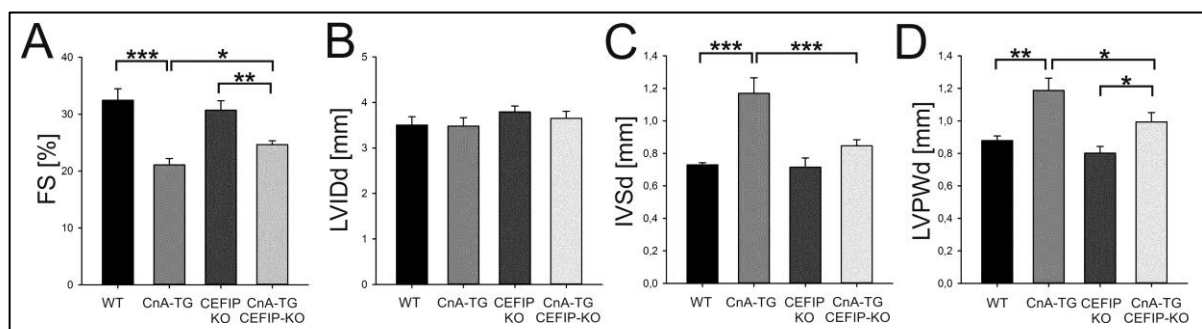 A
FS [%]
40
30
20
10
0
***
*
**
WT
CnA-TG
CEFIP
KO
CnA-TG
CEFIP-KO
B
LVIDd [mm]
5
4
3
2
1
0
WT
CnA-TG
CEFIP
KO
CnA-TG
CEFIP-KO
C
IVSd [mm]
1,4
1,2
1,0
0,8
0,6
0,4
0,2
0,0
***
***
WT
CnA-TG
CEFIP
KO
CnA-TG
CEFIP-KO
D
LVPWd [mm]
1,4
1,2
1,0
0,8
0,6
0,4
0,2
0,0
**
*
*
WT
CnA-TG
CEFIP
KO
CnA-TG
CEFIP-KO